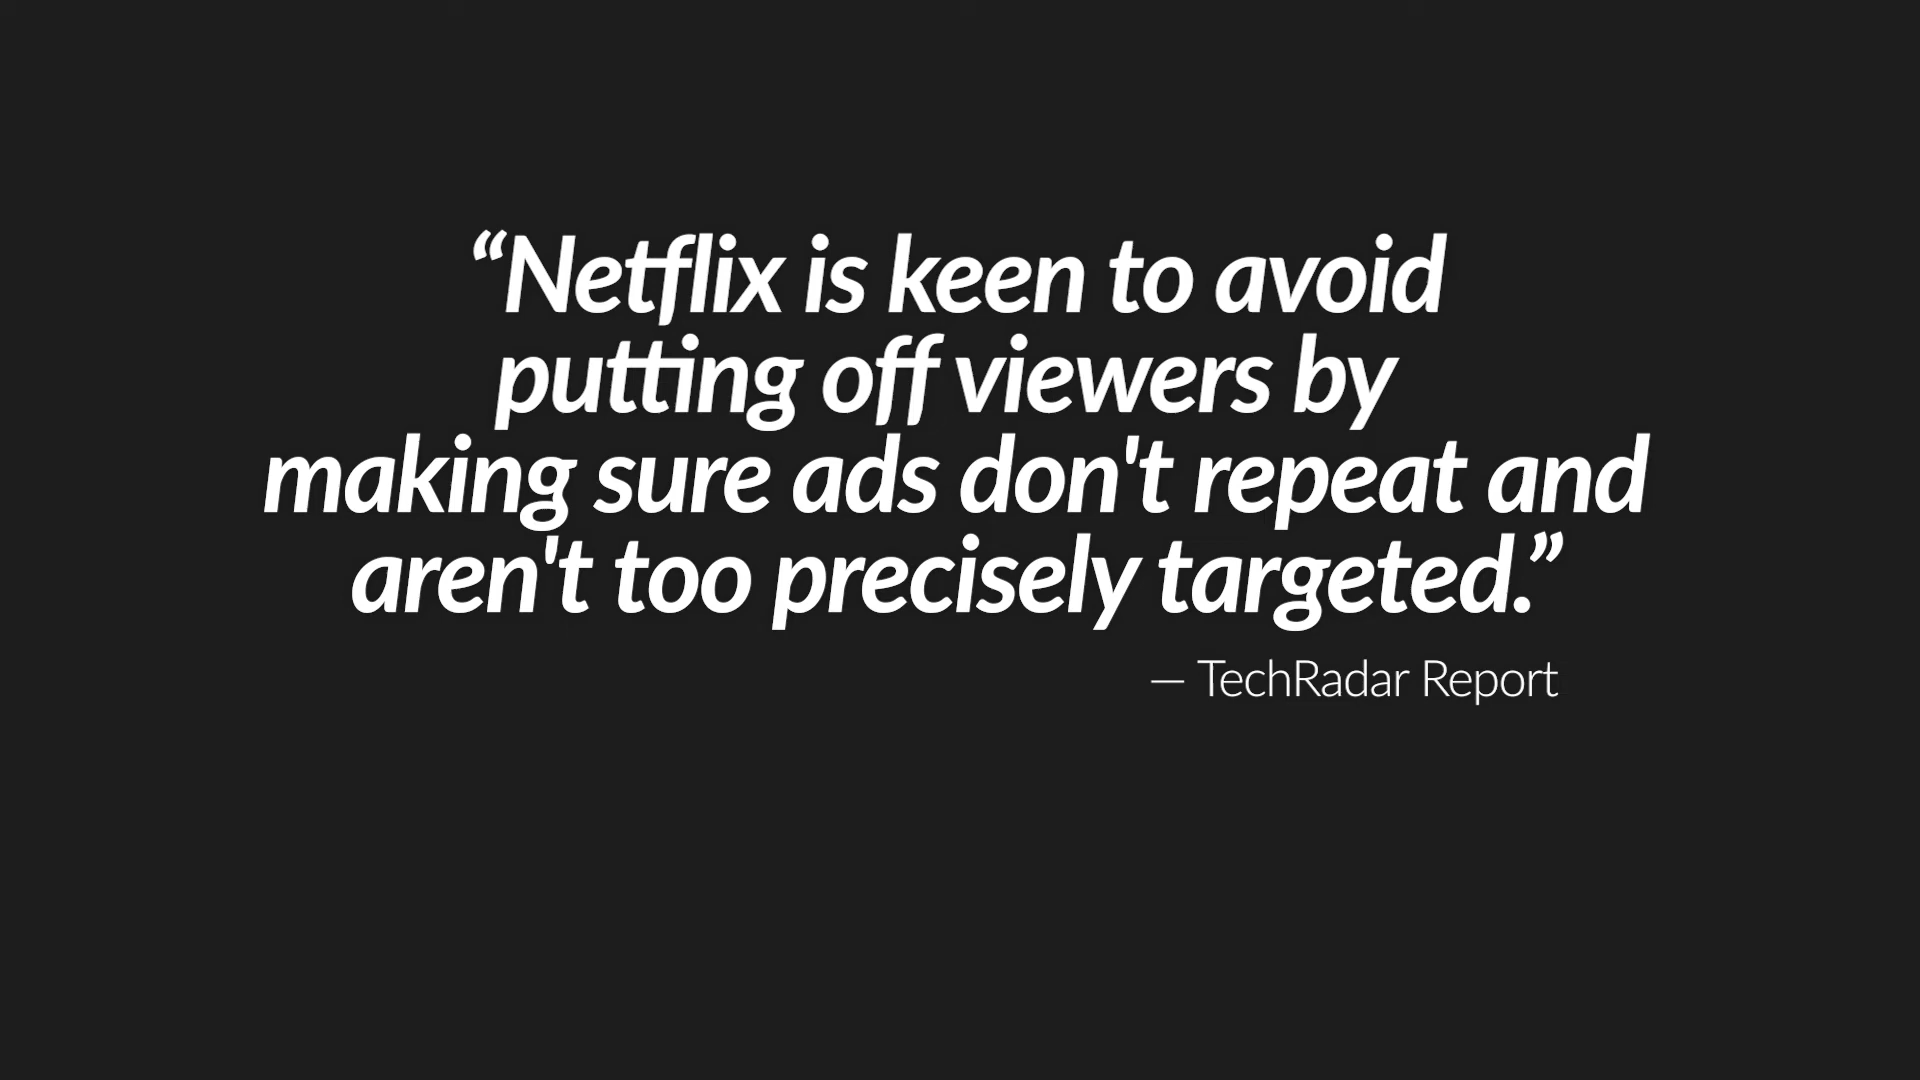 “Netflix is keen to avoid
putting off viewers by
making sure ads don't repeat and
aren't too precisely targeted.”
— TechRadar Report